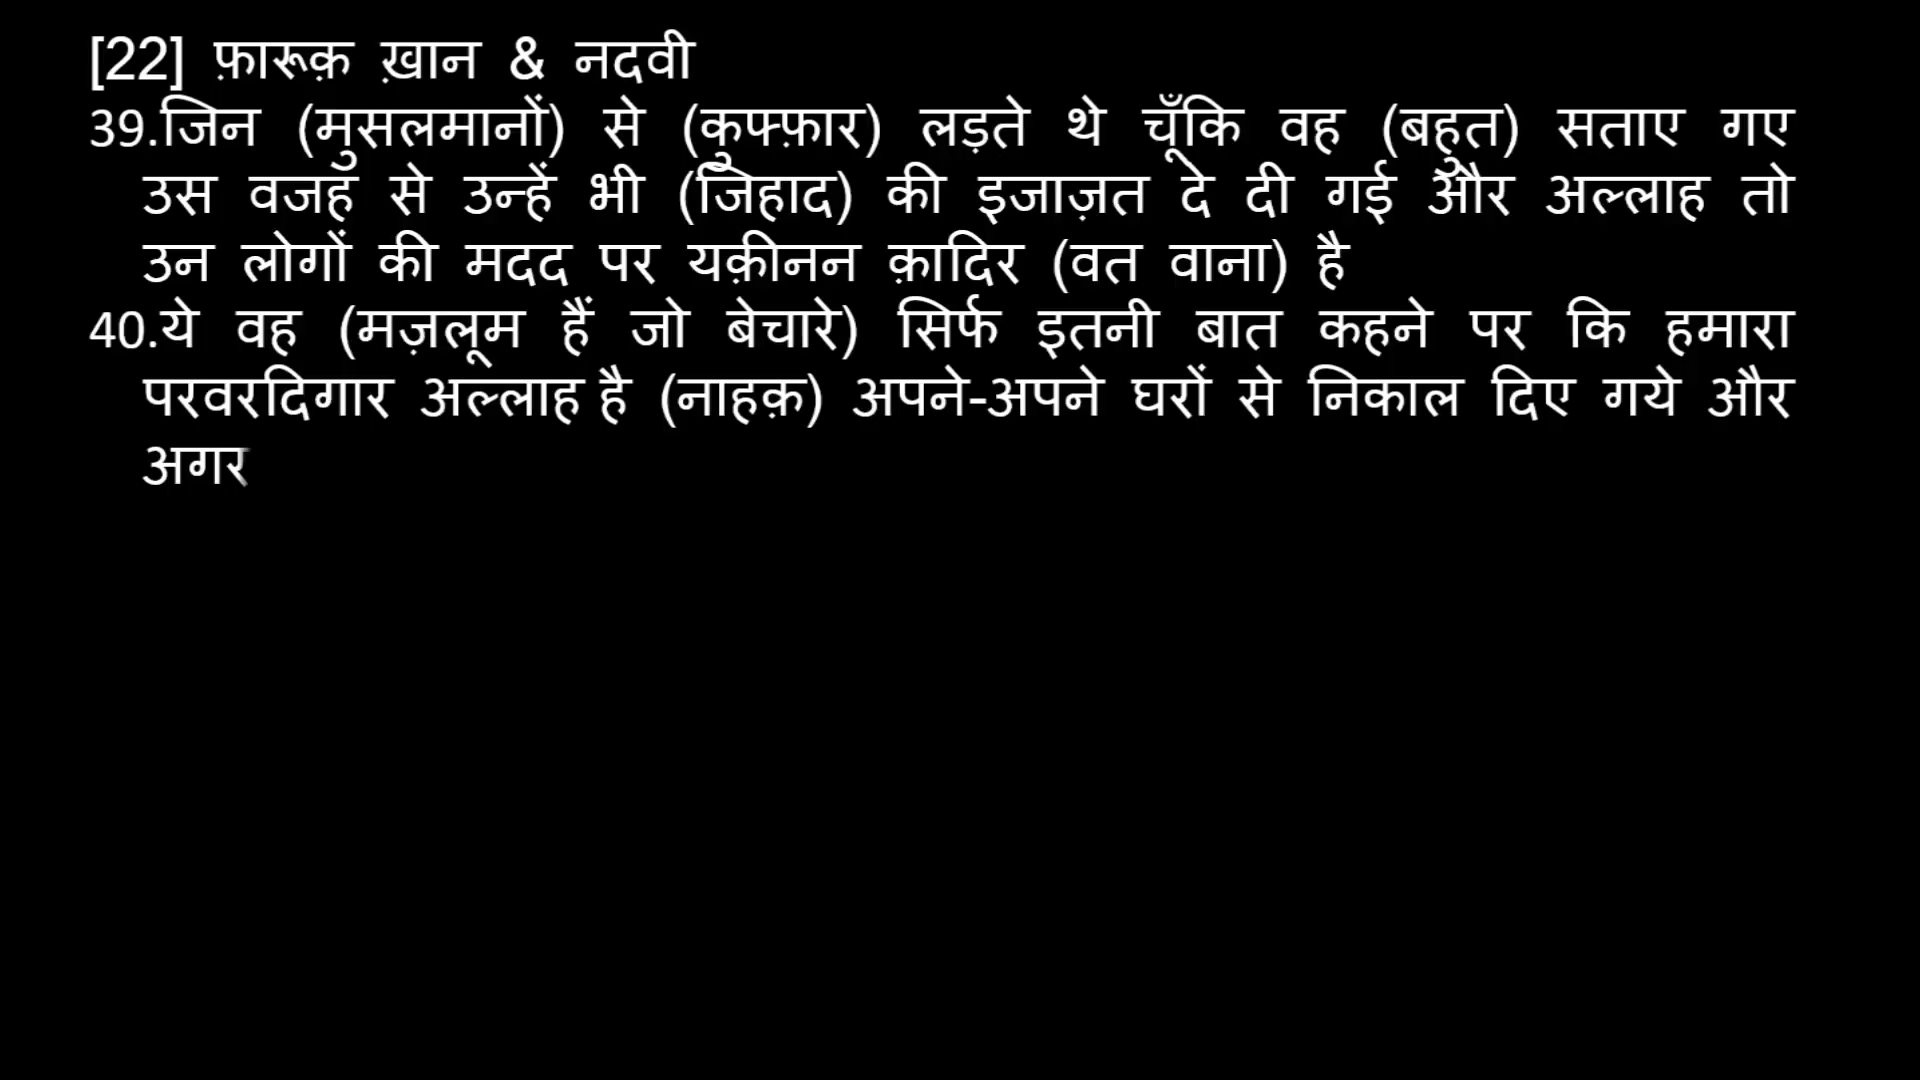 [22] फ़ारूक़ ख़ान & नदवी
39.जिन (मुसलमानों) से (कुफ्फ़ार) लड़ते थे चूँकि वह (बहुत) सताए गए
उस वजह से उन्हें भी (जिहाद) की इजाज़त दे दी गई और अल्लाह तो
उन लोगों की मदद पर यक़ीनन क़ादिर (वत वाना) है
40.ये वह (मज़लूम हैं जो बेचारे) सिर्फ इतनी बात कहने पर कि हमारा
परवरदिगार अल्लाह है (नाहक़) अपने-अपने घरों से निकाल दिए गये और
अगर